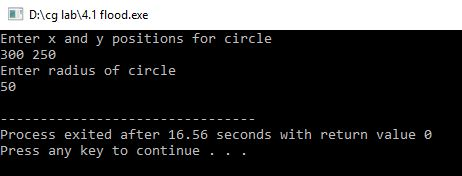 D:\cg lab\4.1 flood.exe
Enter x and y positions for circle
300 250
Enter radius of circle
50
--------------------------------
Process exited after 16.56 seconds with return value 0
Press any key to continue . . .